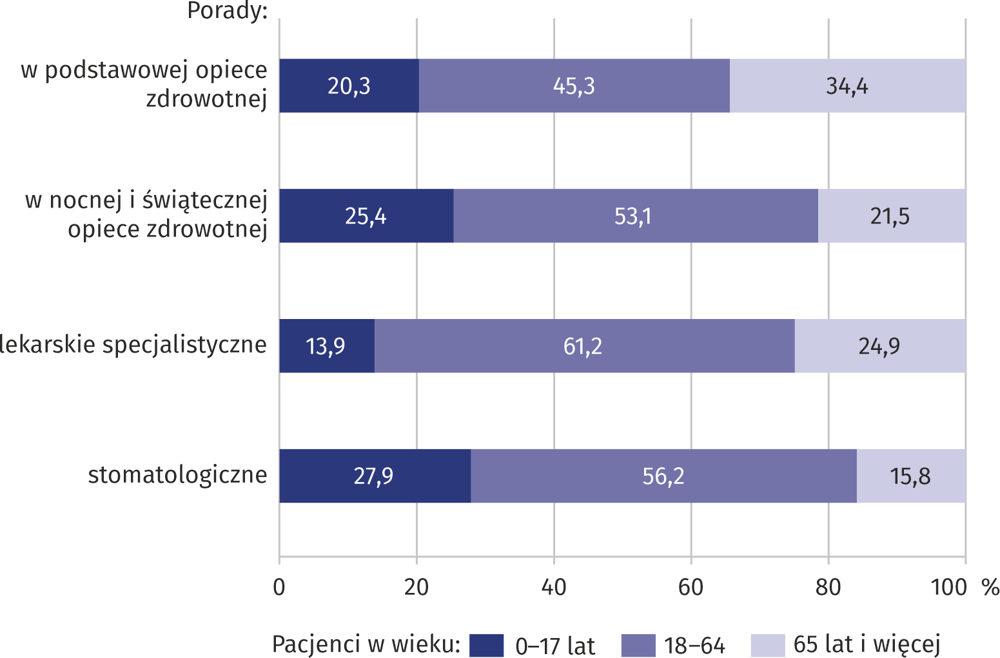 Porady:
w podstawowej opiece
zdrowotnej
20,3 45,3 34,4
w nocnej i świątecznej
opiece zdrowotnej
25,4 53,1 21,5
lekarskie specjalistyczne
13,9 61,2 24,9
stomatologiczne
27,9 56,2 15,8
0 20 40 60 80 100 %
Pacjenci w wieku: 0–17 lat 18–64 65 lat i więcej